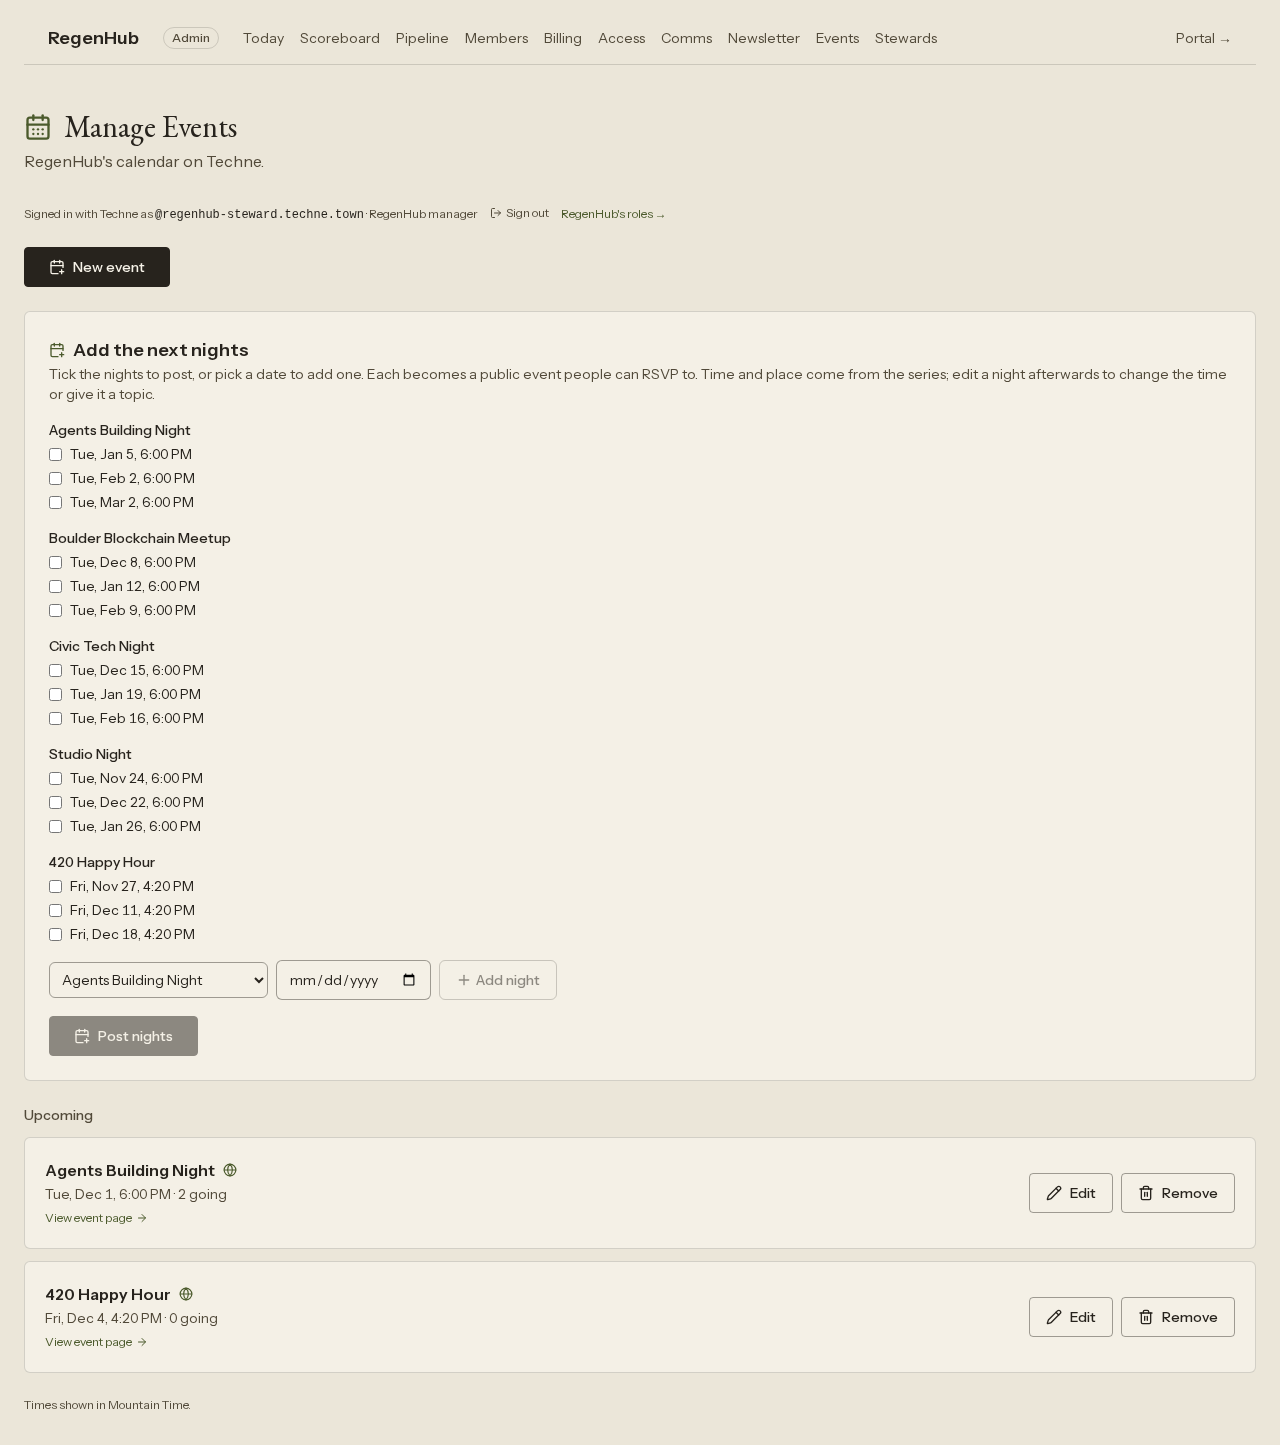 RegenHub Admin Today Scoreboard Pipeline Members Billing Access Comms Newsletter Events Stewards Portal →
Manage Events
RegenHub's calendar on Techne.
Signed in with Techne as @regenhub-steward.techne.town · RegenHub manager Sign out RegenHub's roles →
New event
Add the next nights
Tick the nights to post, or pick a date to add one. Each becomes a public event people can RSVP to. Time and place come from the series; edit a night afterwards to change the time
or give it a topic.
Agents Building Night
Tue, Jan 5, 6:00 PM
Tue, Feb 2, 6:00 PM
Tue, Mar 2, 6:00 PM
Boulder Blockchain Meetup
Tue, Dec 8, 6:00 PM
Tue, Jan 12, 6:00 PM
Tue, Feb 9, 6:00 PM
Civic Tech Night
Tue, Dec 15, 6:00 PM
Tue, Jan 19, 6:00 PM
Tue, Feb 16, 6:00 PM
Studio Night
Tue, Nov 24, 6:00 PM
Tue, Dec 22, 6:00 PM
Tue, Jan 26, 6:00 PM
420 Happy Hour
Fri, Nov 27, 4:20 PM
Fri, Dec 11, 4:20 PM
Fri, Dec 18, 4:20 PM
Agents Building Night mm/dd/yyyy Add night
Post nights
Upcoming
Agents Building Night
Tue, Dec 1, 6:00 PM · 2 going
View event page →
Edit Remove
420 Happy Hour
Fri, Dec 4, 4:20 PM · 0 going
View event page →
Edit Remove
Times shown in Mountain Time.